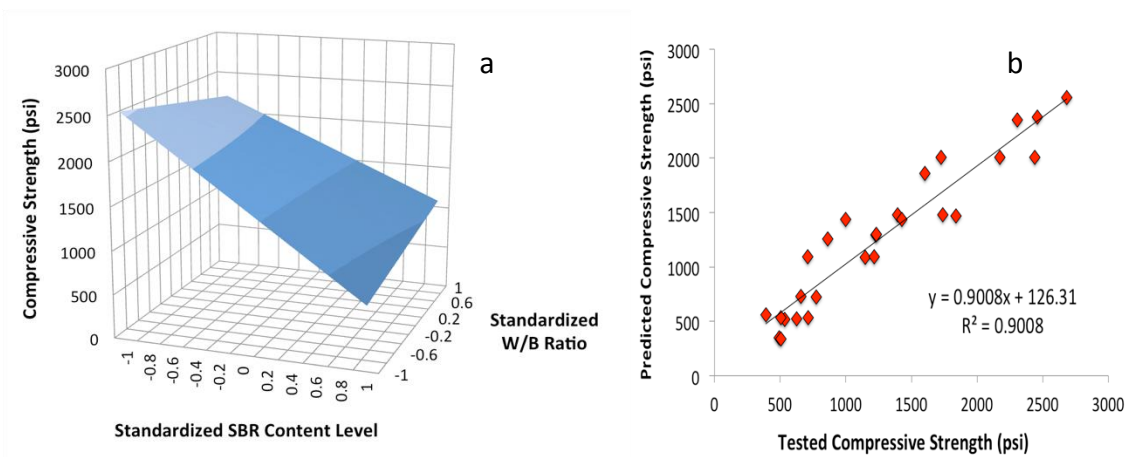 a
3000
2500
2000
1500
1000
500
0
Compressive Strength (psi)
-1
-0.8
-0.6
-0.4
-0.2
0
0.2
0.4
0.6
0.8
1
Standardized SBR Content Level
1
0.6
0.2
-0.2
-0.6
-1
Standardized
W/B Ratio
b
3000
2500
2000
1500
1000
500
0
Predicted Compressive Strength (psi)
y = 0.9008x + 126.31
R² = 0.9008
0 500 1000 1500 2000 2500 3000
Tested Compressive Strength (psi)